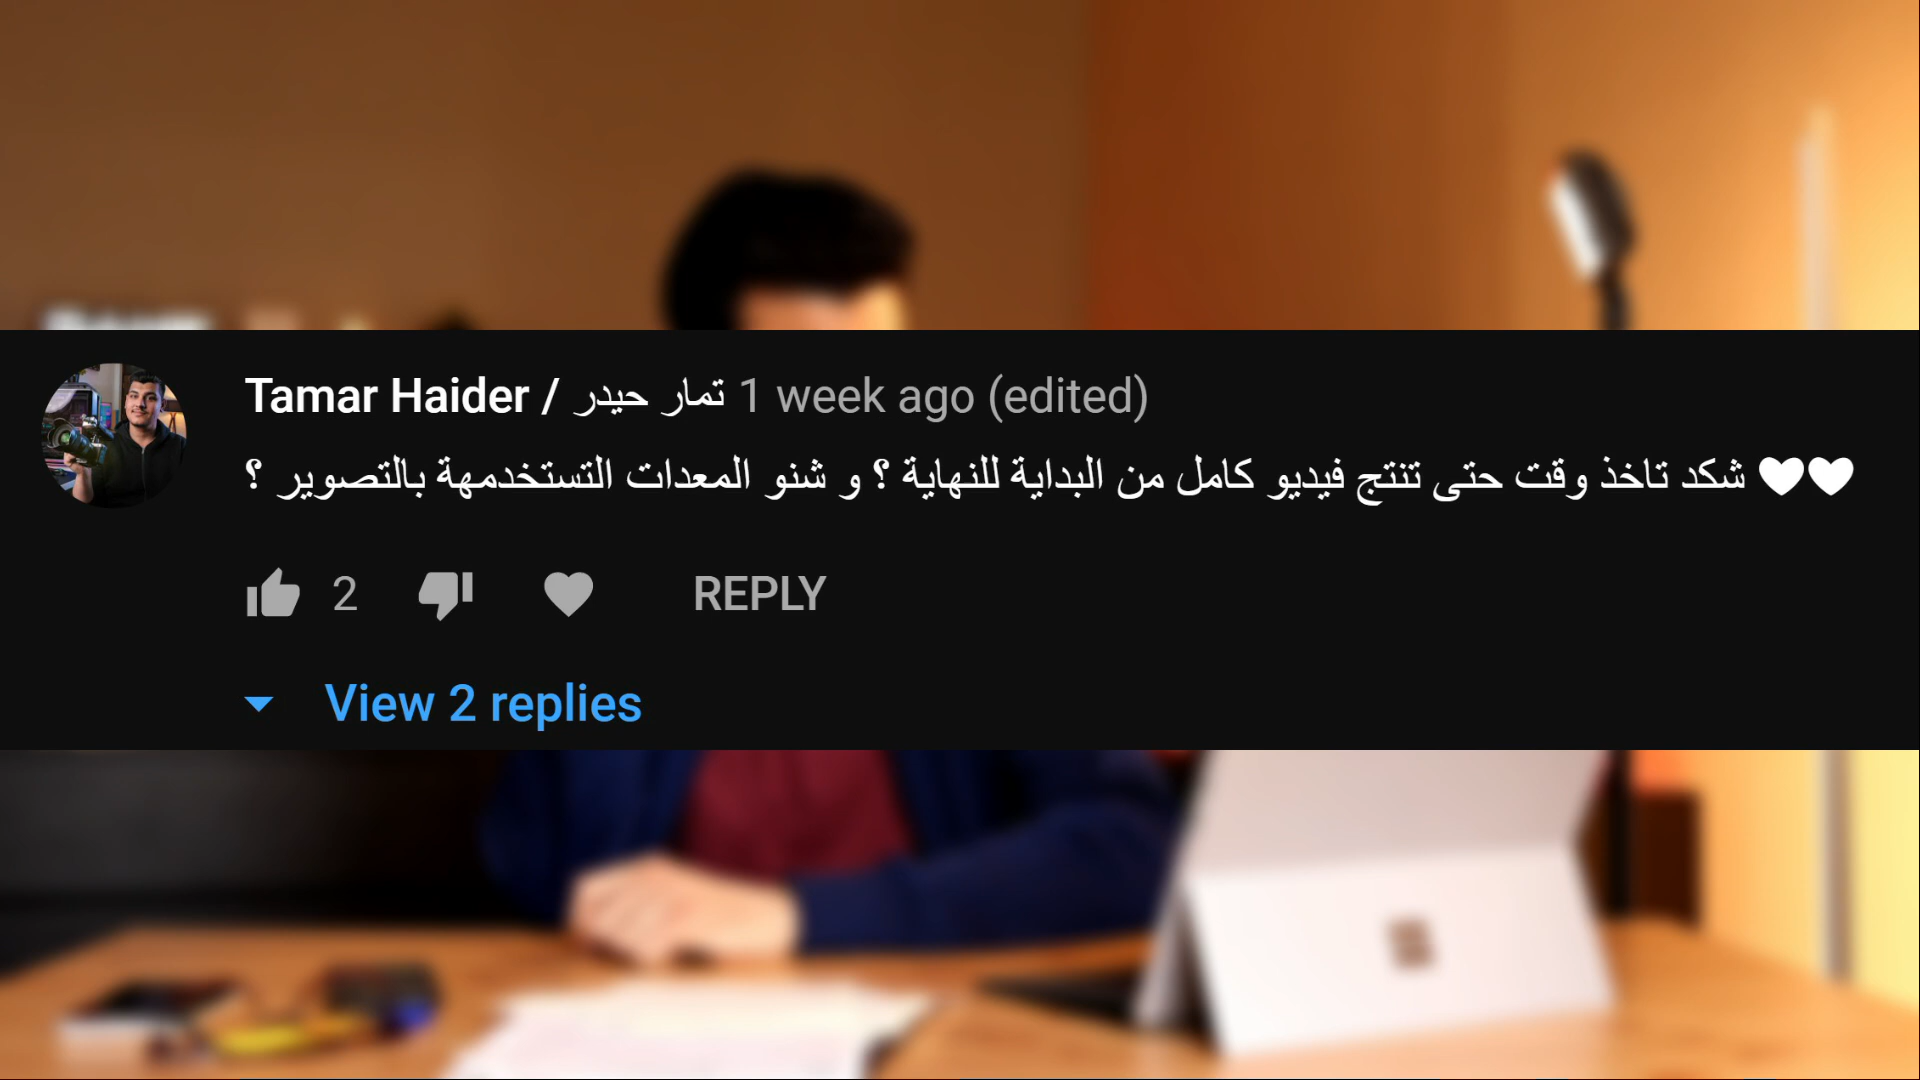 Tamar Haider / تمار حيدر 1 week ago (edited)
🤍🤍 شكد تاخذ وقت حتى تنتج فيديو كامل من البداية للنهاية ؟ و شنو المعدات التستخدمهة بالتصوير ؟
2 REPLY
View 2 replies